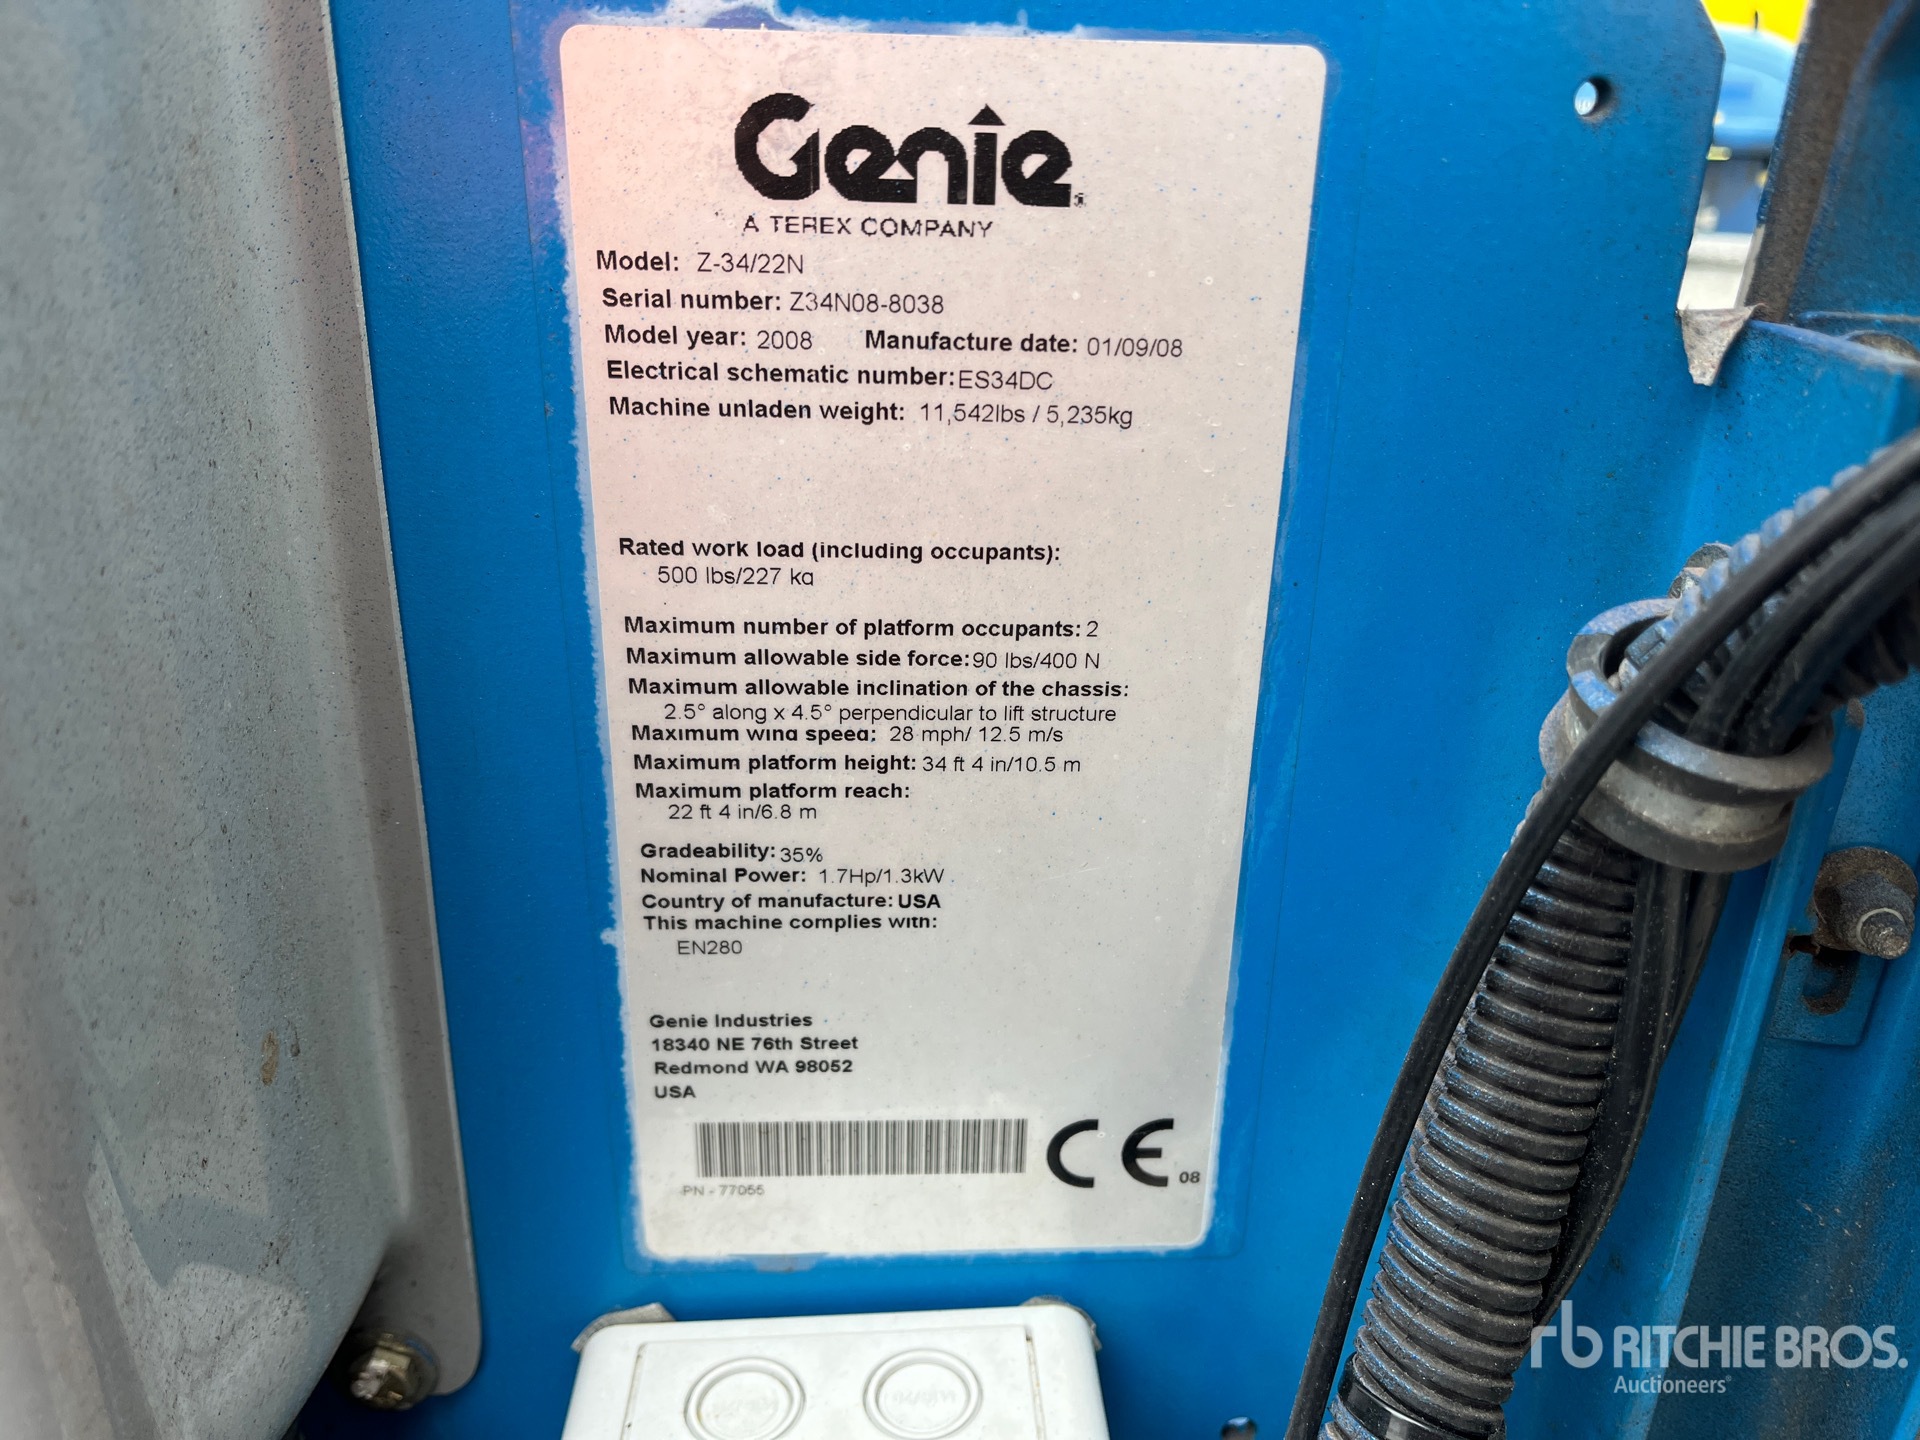 Genie
A TEREX COMPANY
Model: Z-34/22N
Serial number: Z34N08-8038
Model year: 2008 Manufacture date: 01/09/08
Electrical schematic number: ES34DC
Machine unladen weight: 11,542lbs / 5,235kg
Rated work load (including occupants):
500 lbs/227 kg
Maximum number of platform occupants: 2
Maximum allowable side force: 90 lbs/400 N
Maximum allowable inclination of the chassis:
2.5° along x 4.5° perpendicular to lift structure
Maximum wind speed: 28 mph/ 12.5 m/s
Maximum platform height: 34 ft 4 in/10.5 m
Maximum platform reach:
22 ft 4 in/6.8 m
Gradeability: 35%
Nominal Power: 1.7Hp/1.3kW
Country of manufacture: USA
This machine complies with:
EN280
Genie Industries
18340 NE 76th Street
Redmond WA 98052
USA
CE 08
PN - 77055
rb RITCHIE BROS.
Auctioneers